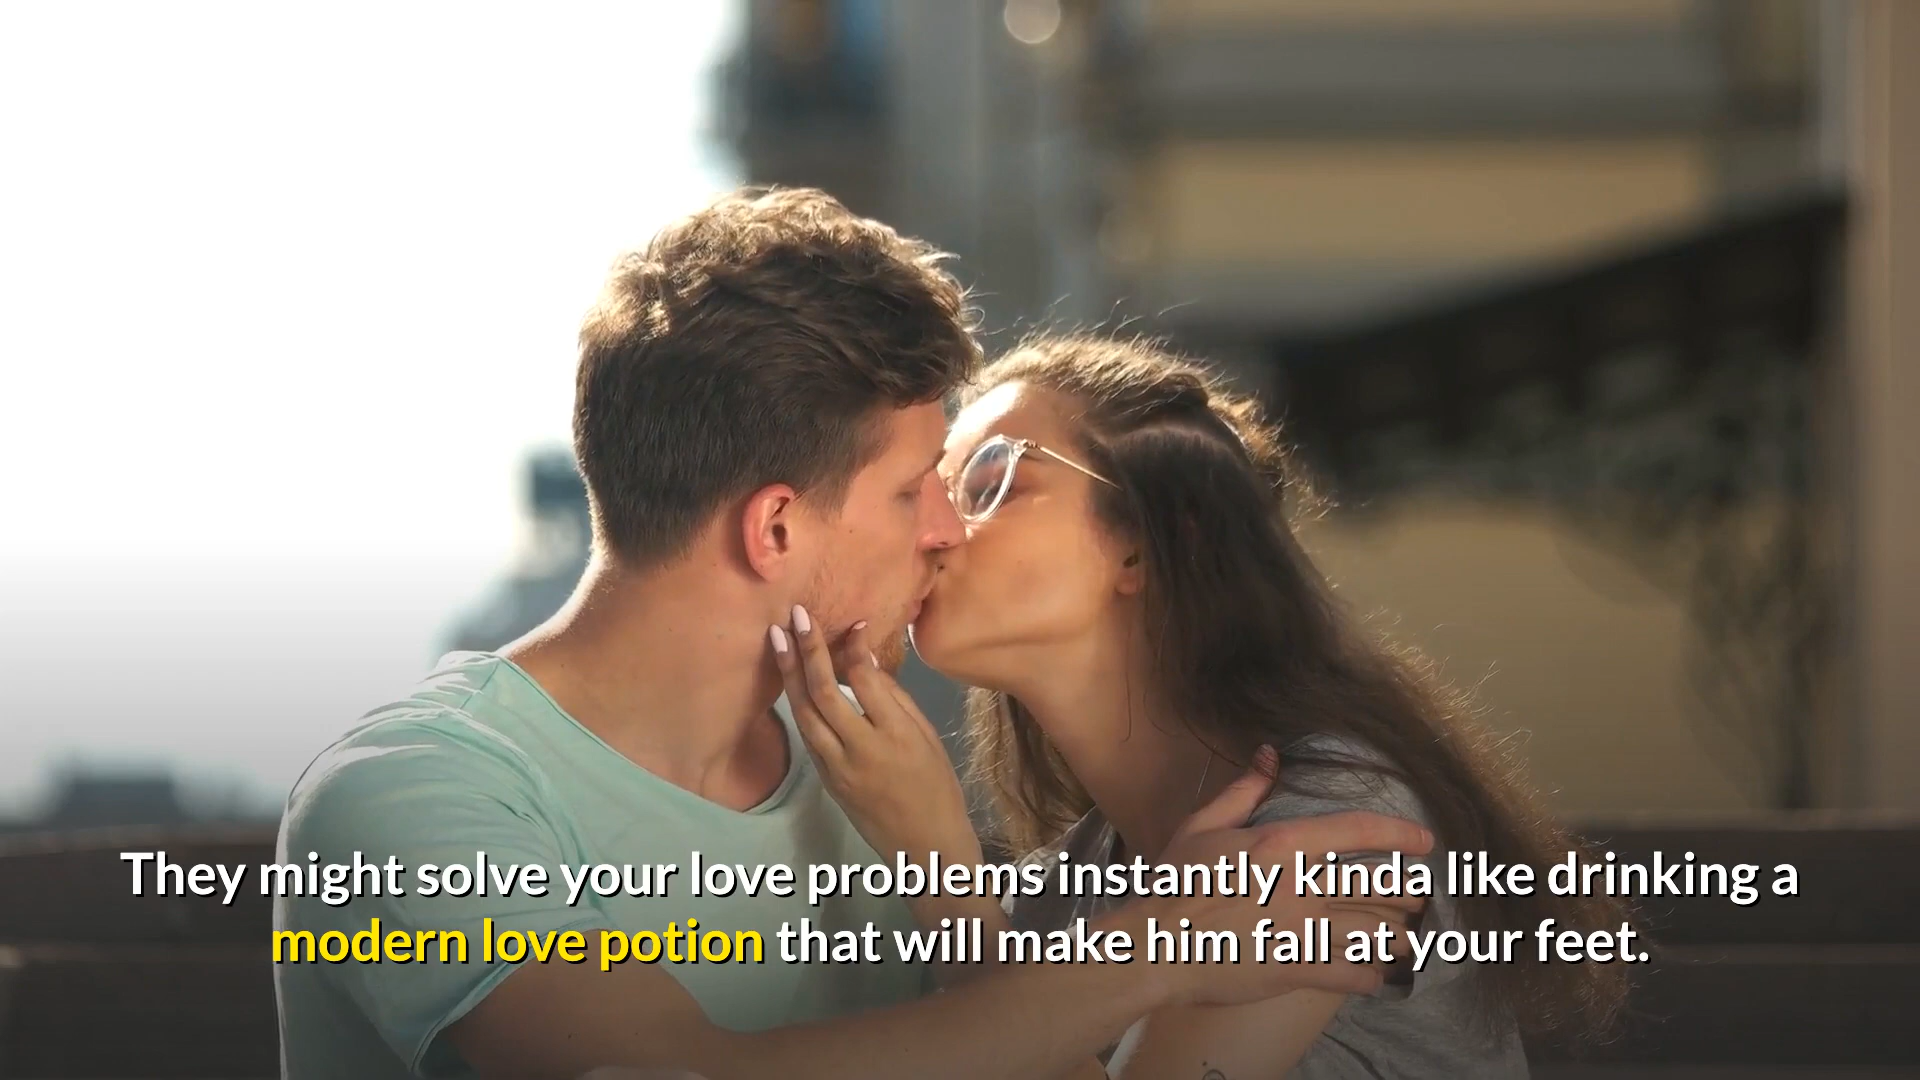 They might solve your love problems instantly kinda like drinking a
modern love potion that will make him fall at your feet.